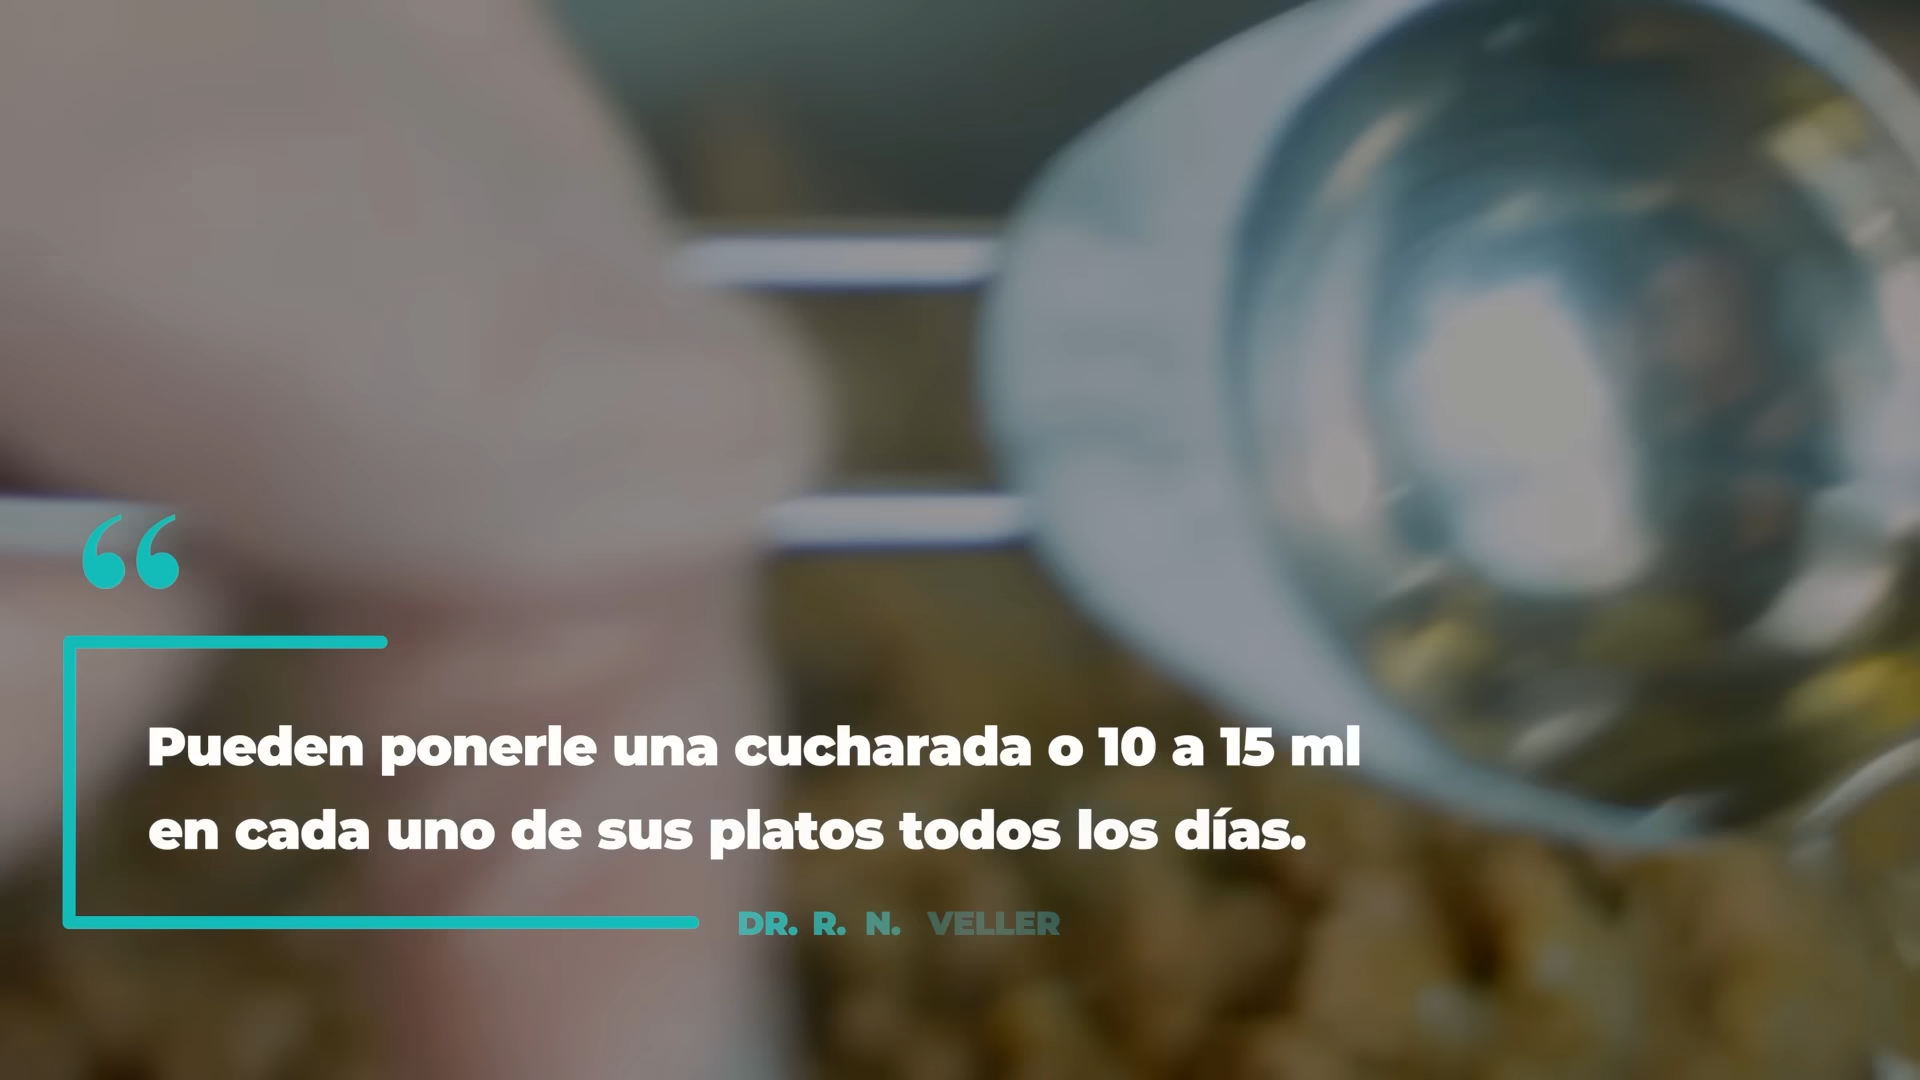 “
Pueden ponerle una cucharada o 10 a 15 ml
en cada uno de sus platos todos los días.
DR. R. N. VELLER